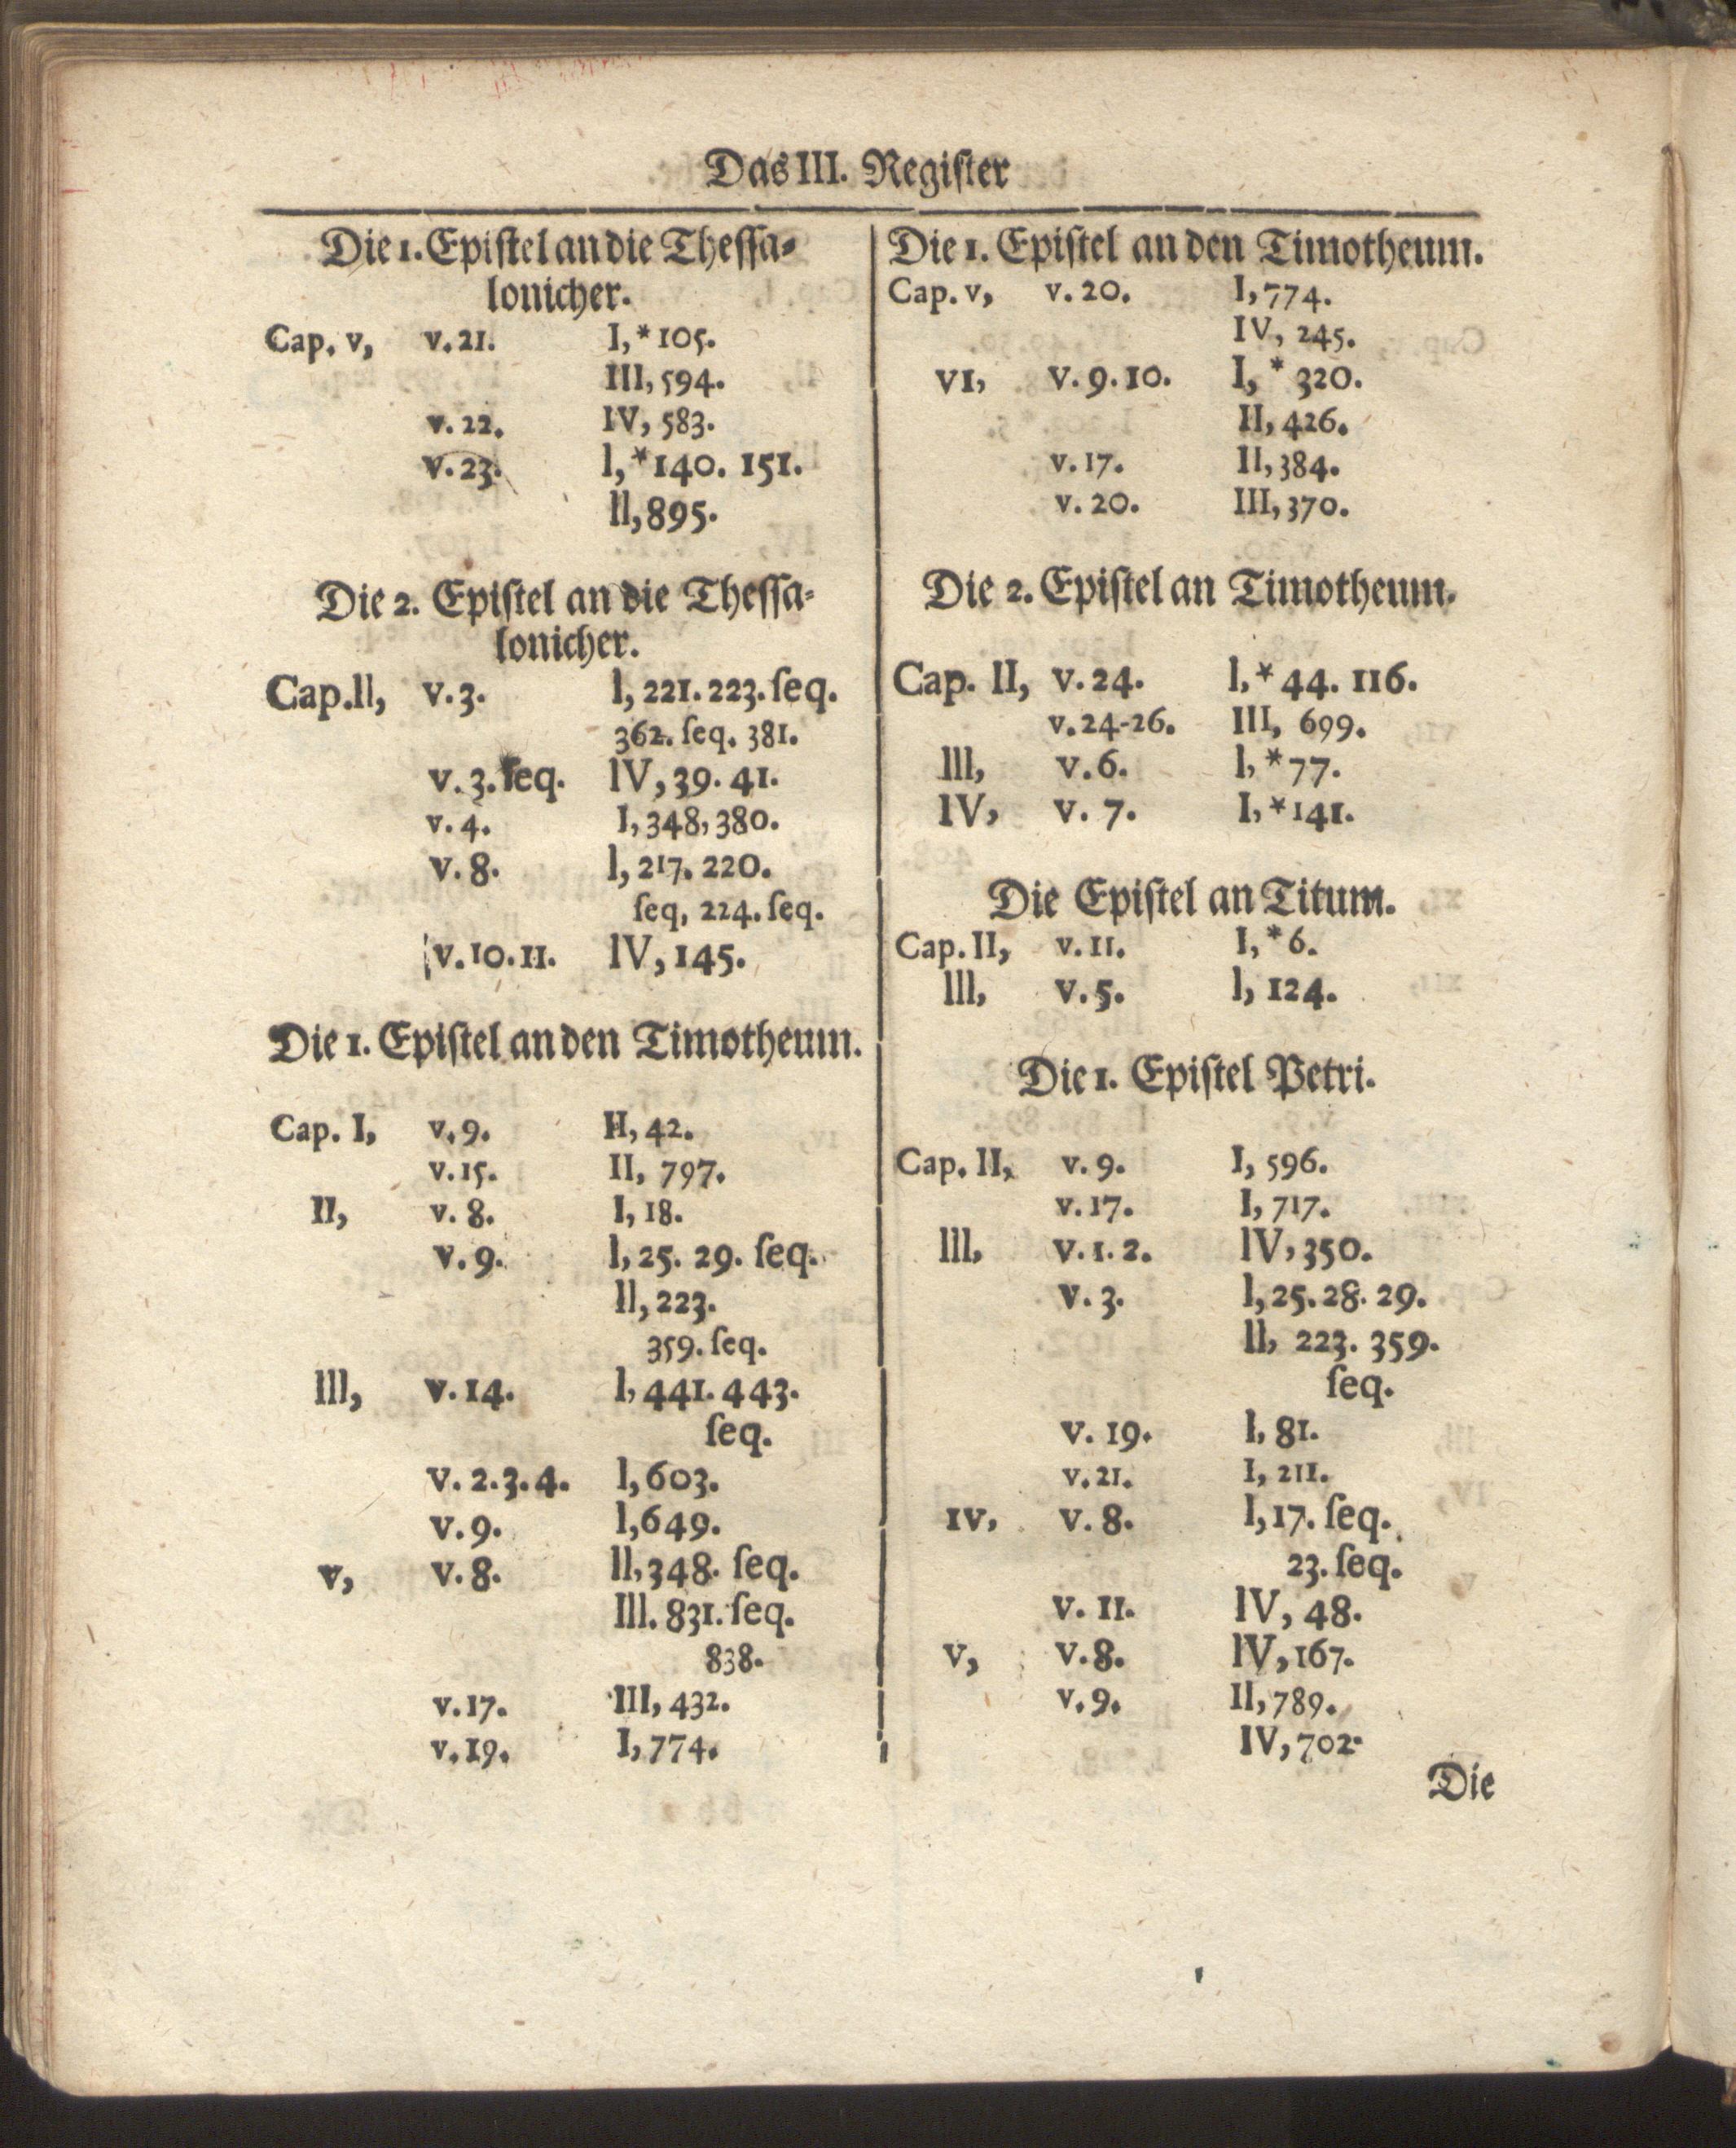 Das III. Regiſter
Die 1. Epiſtel an die Theſſa-
lonicher.
Cap. v, v. 21. I, *105.
III, 594.
v. 22. IV, 583.
v. 23. I, *140. 151.
II, 895.
Die 2. Epiſtel an die Theſſa-
lonicher.
Cap. II, v. 3. I, 221. 223. ſeq.
362. ſeq. 381.
v. 3. ſeq. IV, 39. 41.
v. 4. I, 348, 380.
v. 8. I, 217. 220.
ſeq, 224. ſeq.
v. 10. 11. IV, 145.
Die 1. Epiſtel an den Timotheum.
Cap. I, v. 9. II, 42.
v. 15. II, 797.
II, v. 8. I, 18.
v. 9. I, 25. 29. ſeq.
II, 223.
359. ſeq.
III, v. 14. I, 441. 443.
ſeq.
v. 2. 3. 4. I, 603.
v. 9. I, 649.
v, v. 8. II, 348. ſeq.
III. 831. ſeq.
838.
v. 17. III, 432.
v. 19. I, 774.
Die 1. Epiſtel an den Timotheum.
Cap. v, v. 20. I, 774.
IV, 245.
VI, v. 9. 10. I, * 320.
II, 426.
v. 17. II, 384.
v. 20. III, 370.
Die 2. Epiſtel an Timotheum.
Cap. II, v. 24. I, * 44. 116.
v. 24-26. III, 699.
III, v. 6. I, * 77.
IV, v. 7. I, * 141.
Die Epiſtel an Titum.
Cap. II, v. 11. I, * 6.
III, v. 5. I, 124.
Die 1. Epiſtel Petri.
Cap. II, v. 9. I, 596.
v. 17. I, 717.
III, v. 1. 2. IV, 350.
v. 3. I, 25. 28. 29.
II, 223. 359.
ſeq.
v. 19. I, 81.
v. 21. I, 211.
IV, v. 8. I, 17. ſeq.
23. ſeq.
v. 11. IV, 48.
V, v. 8. IV, 167.
v. 9. II, 789.
IV, 702.
Die